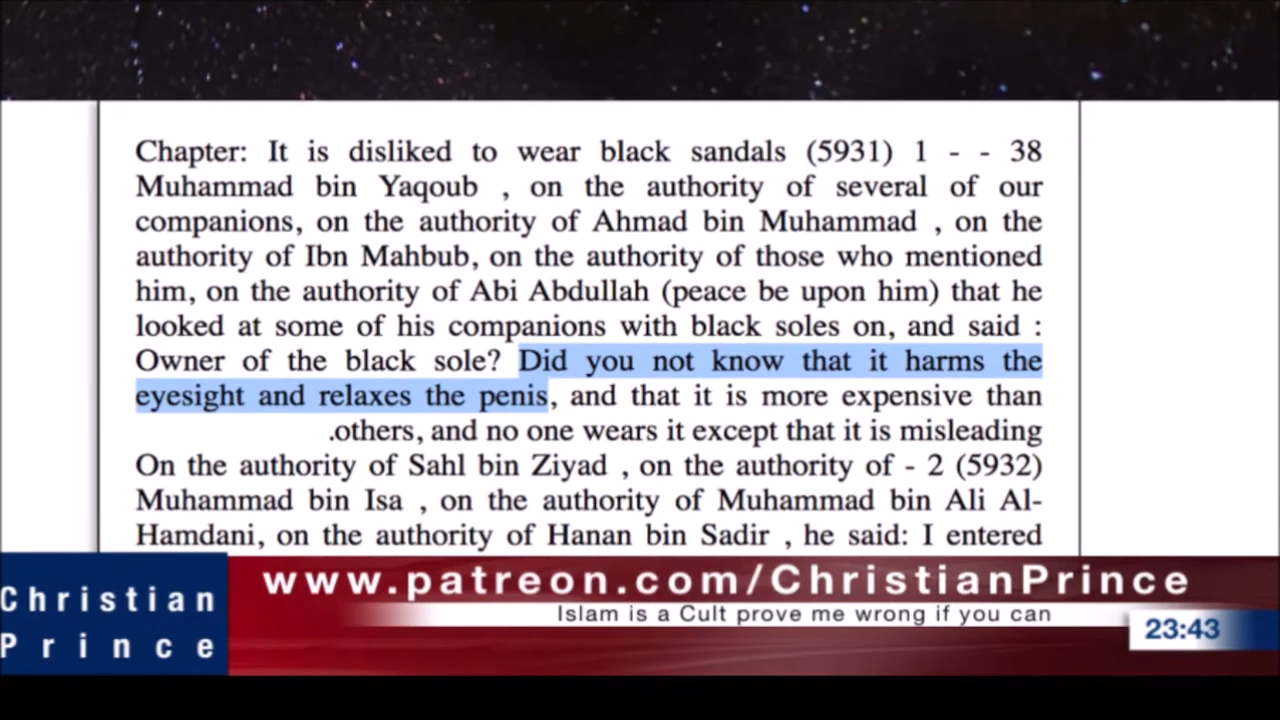 Chapter: It is disliked to wear black sandals (5931) 1 - - 38
Muhammad bin Yaqoub , on the authority of several of our
companions, on the authority of Ahmad bin Muhammad , on the
authority of Ibn Mahbub, on the authority of those who mentioned
him, on the authority of Abi Abdullah (peace be upon him) that he
looked at some of his companions with black soles on, and said :
Owner of the black sole? Did you not know that it harms the
eyesight and relaxes the penis, and that it is more expensive than
.others, and no one wears it except that it is misleading
On the authority of Sahl bin Ziyad , on the authority of - 2 (5932)
Muhammad bin Isa , on the authority of Muhammad bin Ali Al-
Hamdani, on the authority of Hanan bin Sadir , he said: I entered
Christian
Prince
www.patreon.com/ChristianPrince
Islam is a Cult prove me wrong if you can
23:43